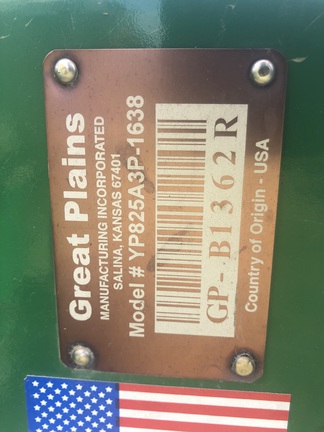 Great Plains
MANUFACTURING INCORPORATED
SALINA, KANSAS 67401
Model # YP825A3P-1638
GP-B1362R
Country of Origin - USA